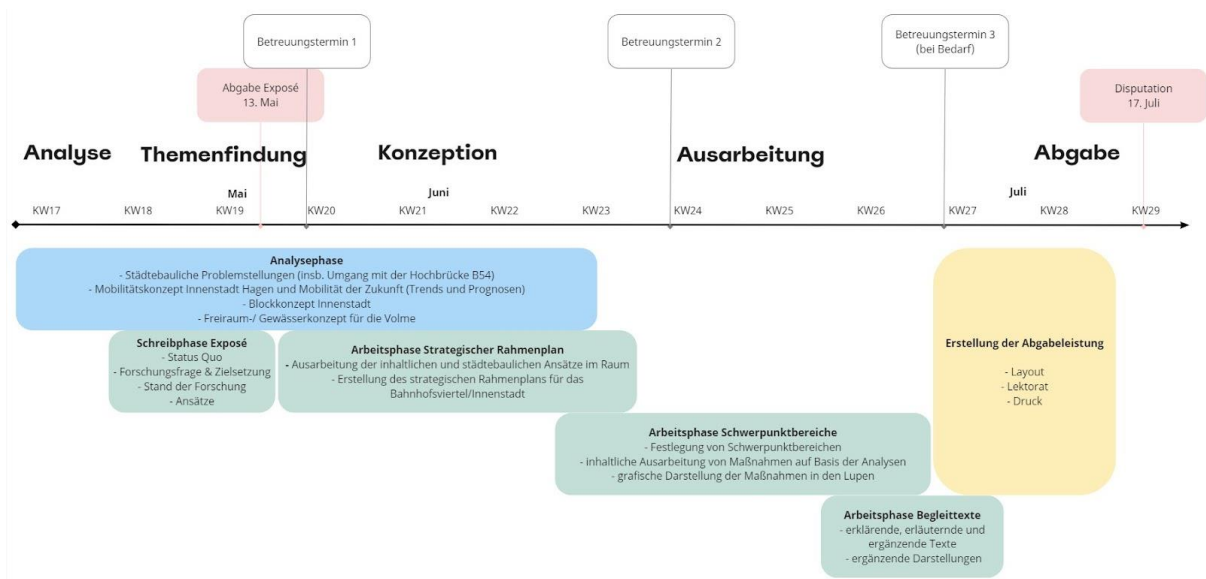 Betreuungstermin 1
Betreuungstermin 2
Betreuungstermin 3
(bei Bedarf)
Abgabe Exposé
13. Mai
Disputation
17. Juli
Analyse
Themenfindung
Konzeption
Ausarbeitung
Abgabe
Mai
Juni
Juli
KW17
KW18
KW19
KW20
KW21
KW22
KW23
KW24
KW25
KW26
KW27
KW28
KW29
Analysephase
- Städtebauliche Problemstellungen (insb. Umgang mit der Hochbrücke B54)
- Mobilitätskonzept Innenstadt Hagen und Mobilität der Zukunft (Trends und Prognosen)
- Blockkonzept Innenstadt
- Freiraum-/ Gewässerkonzept für die Volme
Schreibphase Exposé
- Status Quo
- Forschungsfrage & Zielsetzung
- Stand der Forschung
- Ansätze
Arbeitsphase Strategischer Rahmenplan
- Ausarbeitung der inhaltlichen und städtebaulichen Ansätze im Raum
- Erstellung des strategischen Rahmenplans für das
Bahnhofsviertel/Innenstadt
Erstellung der Abgabeleistung
- Layout
- Lektorat
- Druck
Arbeitsphase Schwerpunktbereiche
- Festlegung von Schwerpunktbereichen
- inhaltliche Ausarbeitung von Maßnahmen auf Basis der Analysen
- grafische Darstellung der Maßnahmen in den Lupen
Arbeitsphase Begleittexte
- erklärende, erläuternde und
ergänzende Texte
- ergänzende Darstellungen